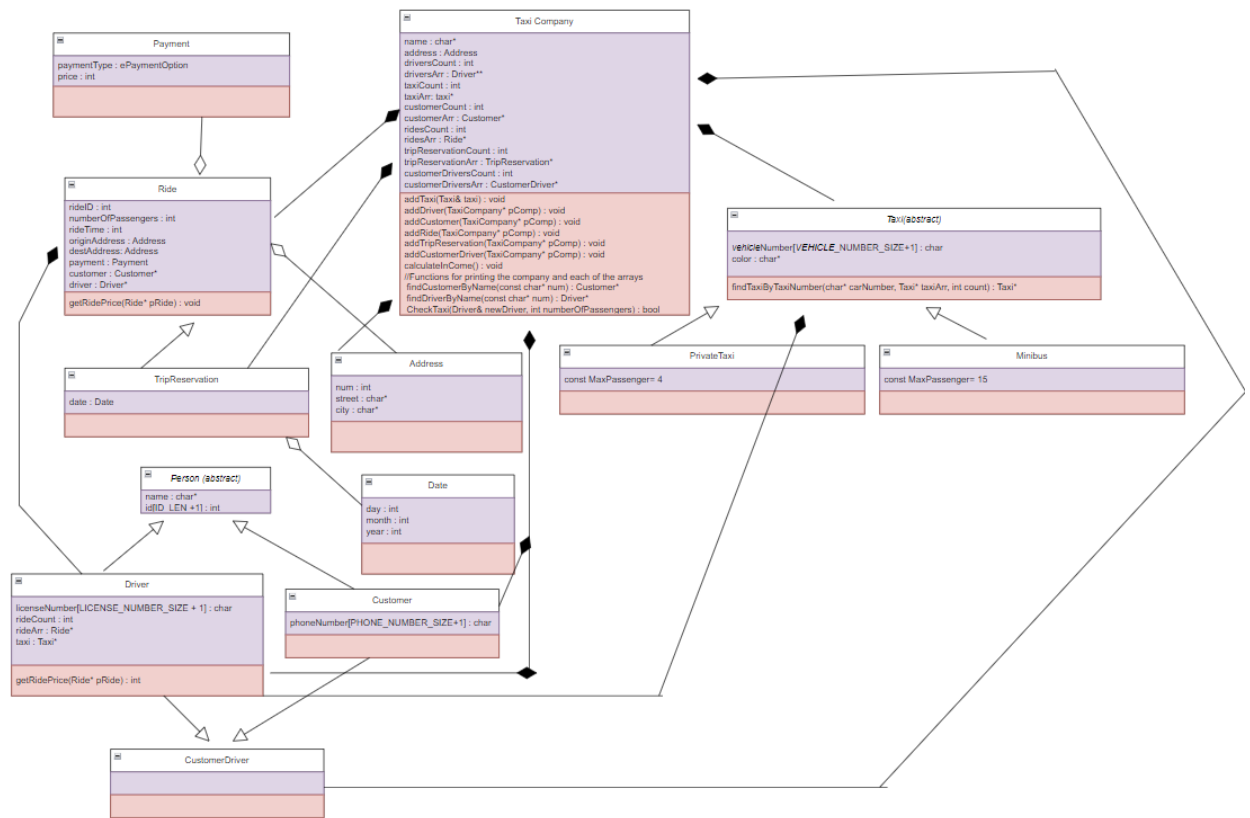 Payment
paymentType : ePaymentOption
price : int
Taxi Company
name : char*
address : Address
driversCount : int
driversArr : Driver**
taxiCount : int
taxiArr: taxi*
customerCount : int
customerArr : Customer*
ridesCount : int
ridesArr : Ride*
tripReservationCount : int
tripReservationArr : TripReservation*
customerDriversCount : int
customerDriversArr : CustomerDriver*
addTaxi(Taxi& taxi) : void
addDriver(TaxiCompany* pComp) : void
addCustomer(TaxiCompany* pComp) : void
addRide(TaxiCompany* pComp) : void
addTripReservation(TaxiCompany* pComp) : void
addCustomerDriver(TaxiCompany* pComp) : void
calculateInCome() : void
//Functions for printing the company and each of the arrays
findCustomerByName(const char* num) : Customer*
findDriverByName(const char* num) : Driver*
CheckTaxi(Driver& newDriver, int numberOfPassengers) : bool
Ride
rideID : int
numberOfPassengers : int
rideTime : int
originAddress : Address
destAddress: Address
payment : Payment
customer : Customer*
driver : Driver*
getRidePrice(Ride* pRide) : void
Taxi(abstract)
vehicleNumber[VEHICLE_NUMBER_SIZE+1] : char
color : char*
findTaxiByTaxiNumber(char* carNumber, Taxi* taxiArr, int count) : Taxi*
TripReservation
date : Date
Address
num : int
street : char*
city : char*
PrivateTaxi
const MaxPassenger= 4
Minibus
const MaxPassenger= 15
Person (abstract)
name : char*
id[ID_LEN +1] : int
Date
day : int
month : int
year : int
Driver
licenseNumber[LICENSE_NUMBER_SIZE + 1] : char
rideCount : int
rideArr : Ride*
taxi : Taxi*
getRidePrice(Ride* pRide) : int
Customer
phoneNumber[PHONE_NUMBER_SIZE+1] : char
CustomerDriver